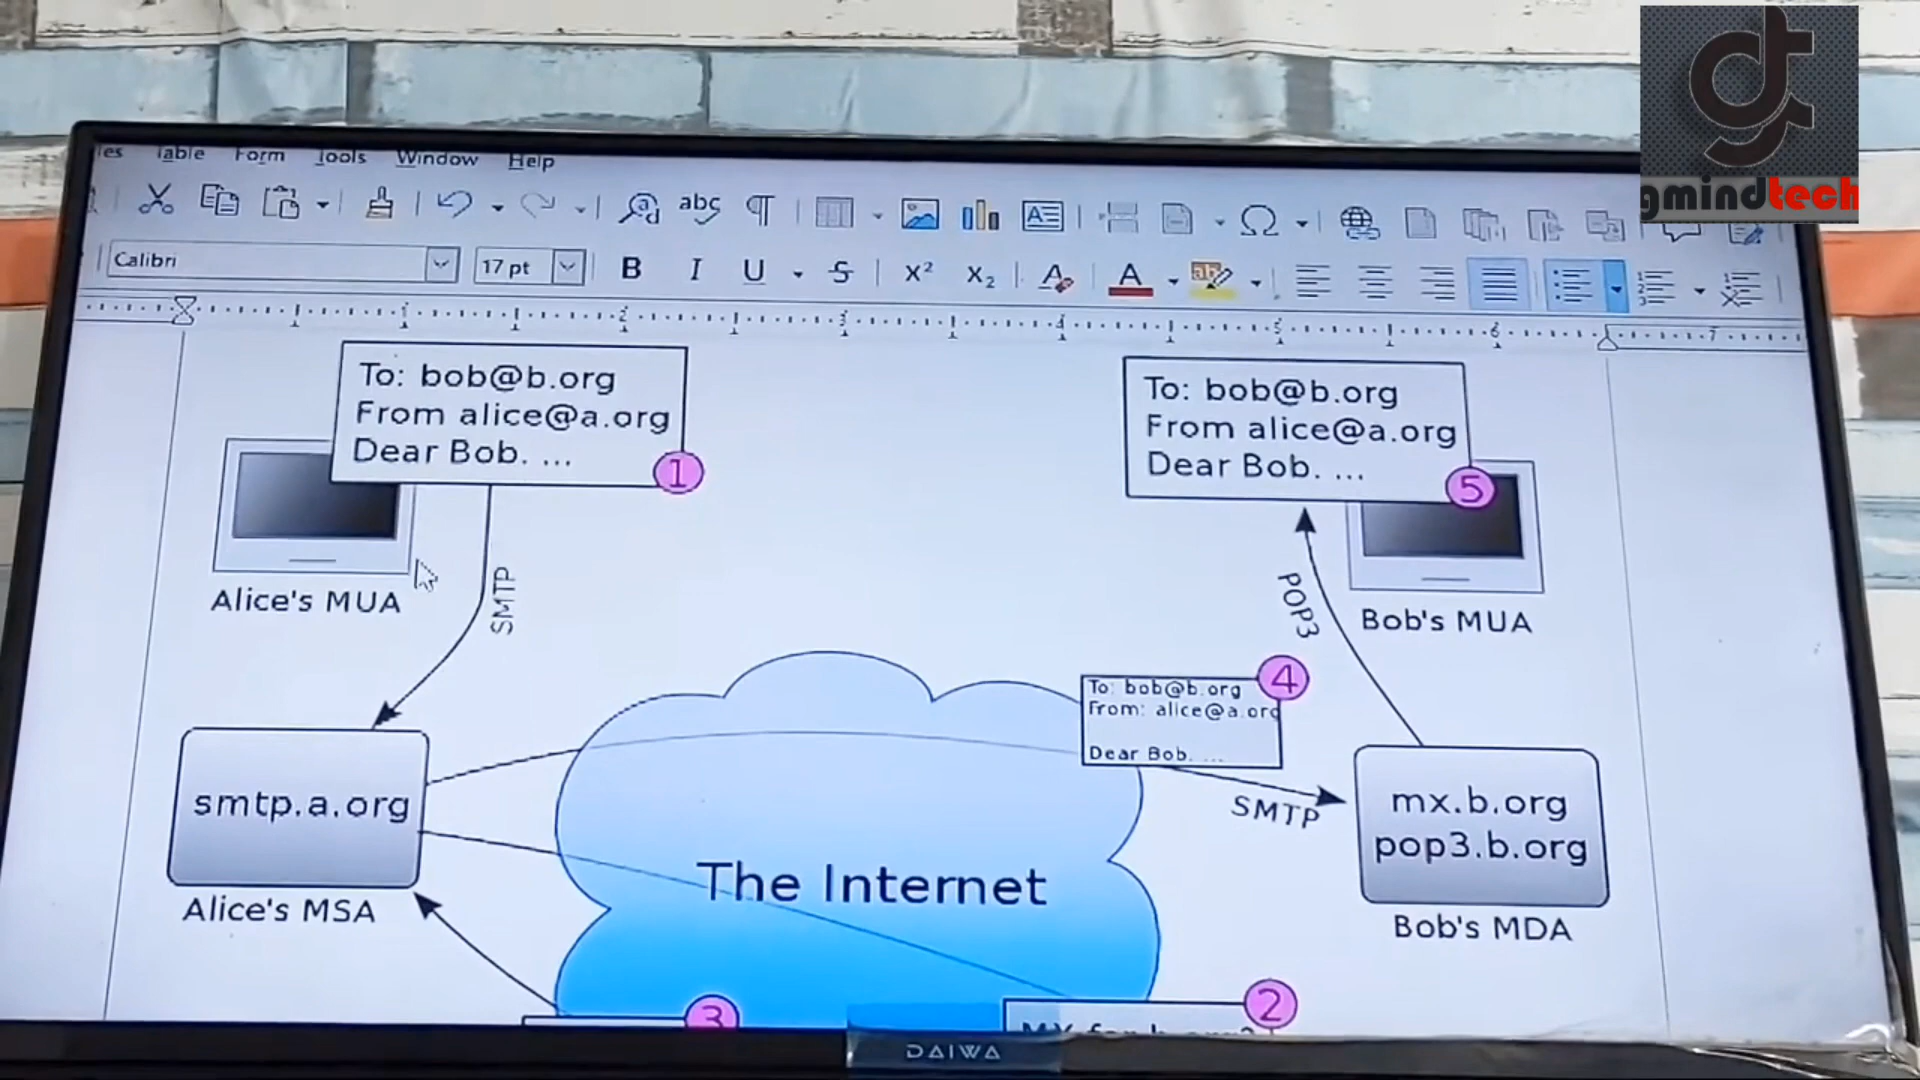 Table Form Tools Window Help
Calibri
17 pt
To: bob@b.org
From alice@a.org
Dear Bob. ...
1
Alice's MUA
SMTP
To: bob@b.org
From alice@a.org
Dear Bob. ...
5
Bob's MUA
POP3
To: bob@b.org
From: alice@a.org
Dear Bob. ...
4
SMTP
smtp.a.org
Alice's MSA
The Internet
mx.b.org
pop3.b.org
Bob's MDA
3
2
MX for b.org?
DAIWA
gmindtech